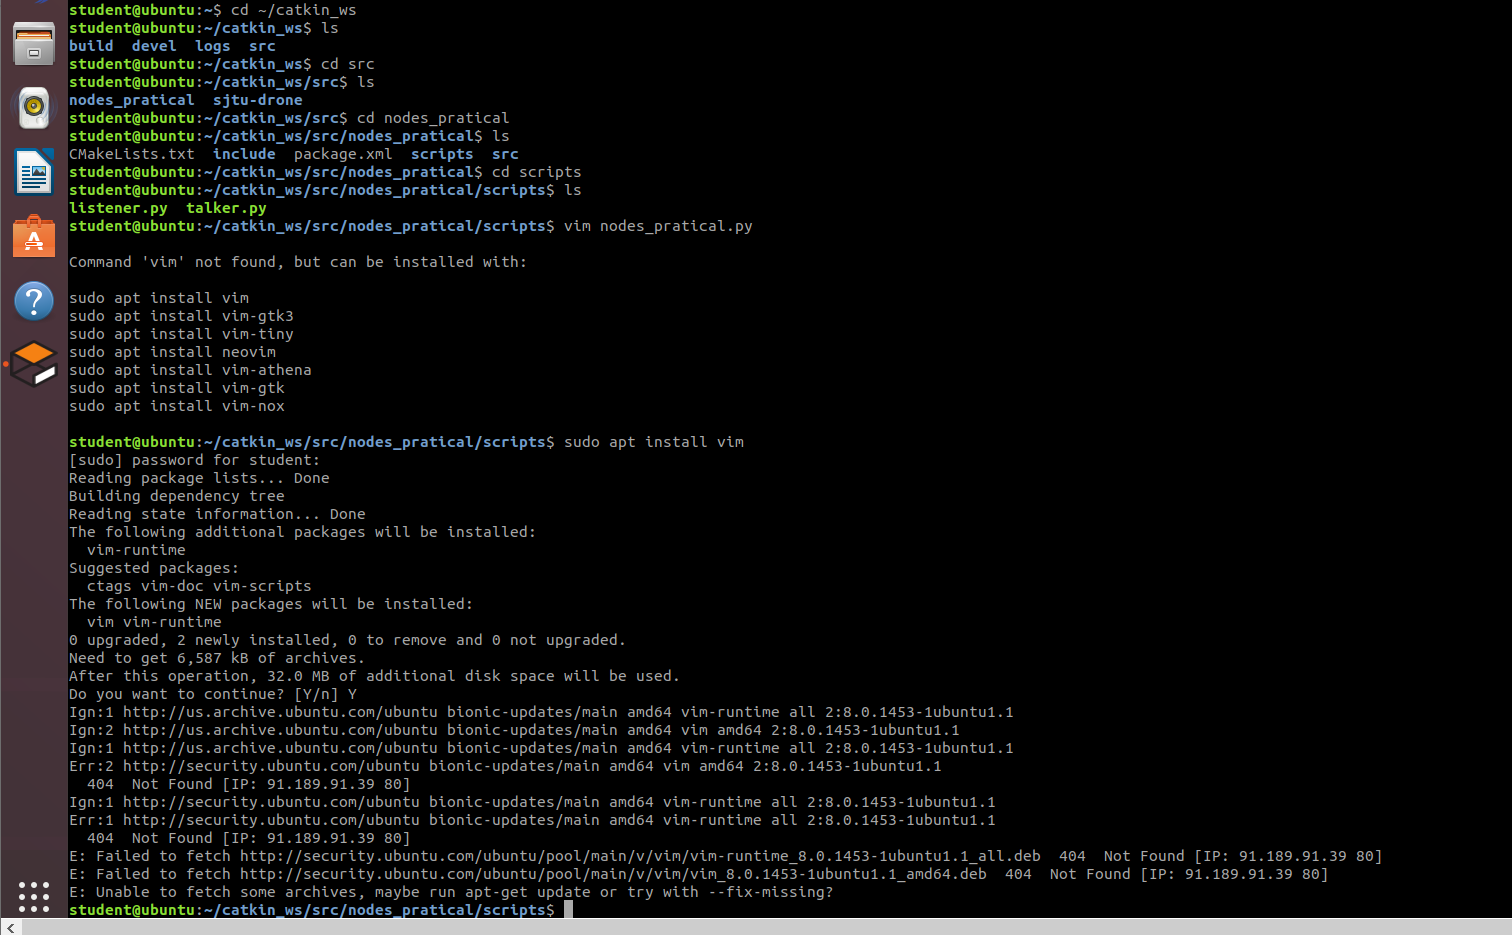 student@ubuntu:~$ cd ~/catkin_ws
student@ubuntu:~/catkin_ws$ ls
build  devel  logs  src
student@ubuntu:~/catkin_ws$ cd src
student@ubuntu:~/catkin_ws/src$ ls
nodes_pratical  sjtu-drone
student@ubuntu:~/catkin_ws/src$ cd nodes_pratical
student@ubuntu:~/catkin_ws/src/nodes_pratical$ ls
CMakeLists.txt  include  package.xml  scripts  src
student@ubuntu:~/catkin_ws/src/nodes_pratical$ cd scripts
student@ubuntu:~/catkin_ws/src/nodes_pratical/scripts$ ls
listener.py  talker.py
student@ubuntu:~/catkin_ws/src/nodes_pratical/scripts$ vim nodes_pratical.py
Command 'vim' not found, but can be installed with:
sudo apt install vim
sudo apt install vim-gtk3
sudo apt install vim-tiny
sudo apt install neovim
sudo apt install vim-athena
sudo apt install vim-gtk
sudo apt install vim-nox
student@ubuntu:~/catkin_ws/src/nodes_pratical/scripts$ sudo apt install vim
[sudo] password for student:
Reading package lists... Done
Building dependency tree
Reading state information... Done
The following additional packages will be installed:
  vim-runtime
Suggested packages:
  ctags vim-doc vim-scripts
The following NEW packages will be installed:
  vim vim-runtime
0 upgraded, 2 newly installed, 0 to remove and 0 not upgraded.
Need to get 6,587 kB of archives.
After this operation, 32.0 MB of additional disk space will be used.
Do you want to continue? [Y/n] Y
Ign:1 http://us.archive.ubuntu.com/ubuntu bionic-updates/main amd64 vim-runtime all 2:8.0.1453-1ubuntu1.1
Ign:2 http://us.archive.ubuntu.com/ubuntu bionic-updates/main amd64 vim amd64 2:8.0.1453-1ubuntu1.1
Ign:1 http://us.archive.ubuntu.com/ubuntu bionic-updates/main amd64 vim-runtime all 2:8.0.1453-1ubuntu1.1
Err:2 http://security.ubuntu.com/ubuntu bionic-updates/main amd64 vim amd64 2:8.0.1453-1ubuntu1.1
  404  Not Found [IP: 91.189.91.39 80]
Ign:1 http://security.ubuntu.com/ubuntu bionic-updates/main amd64 vim-runtime all 2:8.0.1453-1ubuntu1.1
Err:1 http://security.ubuntu.com/ubuntu bionic-updates/main amd64 vim-runtime all 2:8.0.1453-1ubuntu1.1
  404  Not Found [IP: 91.189.91.39 80]
E: Failed to fetch http://security.ubuntu.com/ubuntu/pool/main/v/vim/vim-runtime_8.0.1453-1ubuntu1.1_all.deb  404  Not Found [IP: 91.189.91.39 80]
E: Failed to fetch http://security.ubuntu.com/ubuntu/pool/main/v/vim/vim_8.0.1453-1ubuntu1.1_amd64.deb  404  Not Found [IP: 91.189.91.39 80]
E: Unable to fetch some archives, maybe run apt-get update or try with --fix-missing?
student@ubuntu:~/catkin_ws/src/nodes_pratical/scripts$